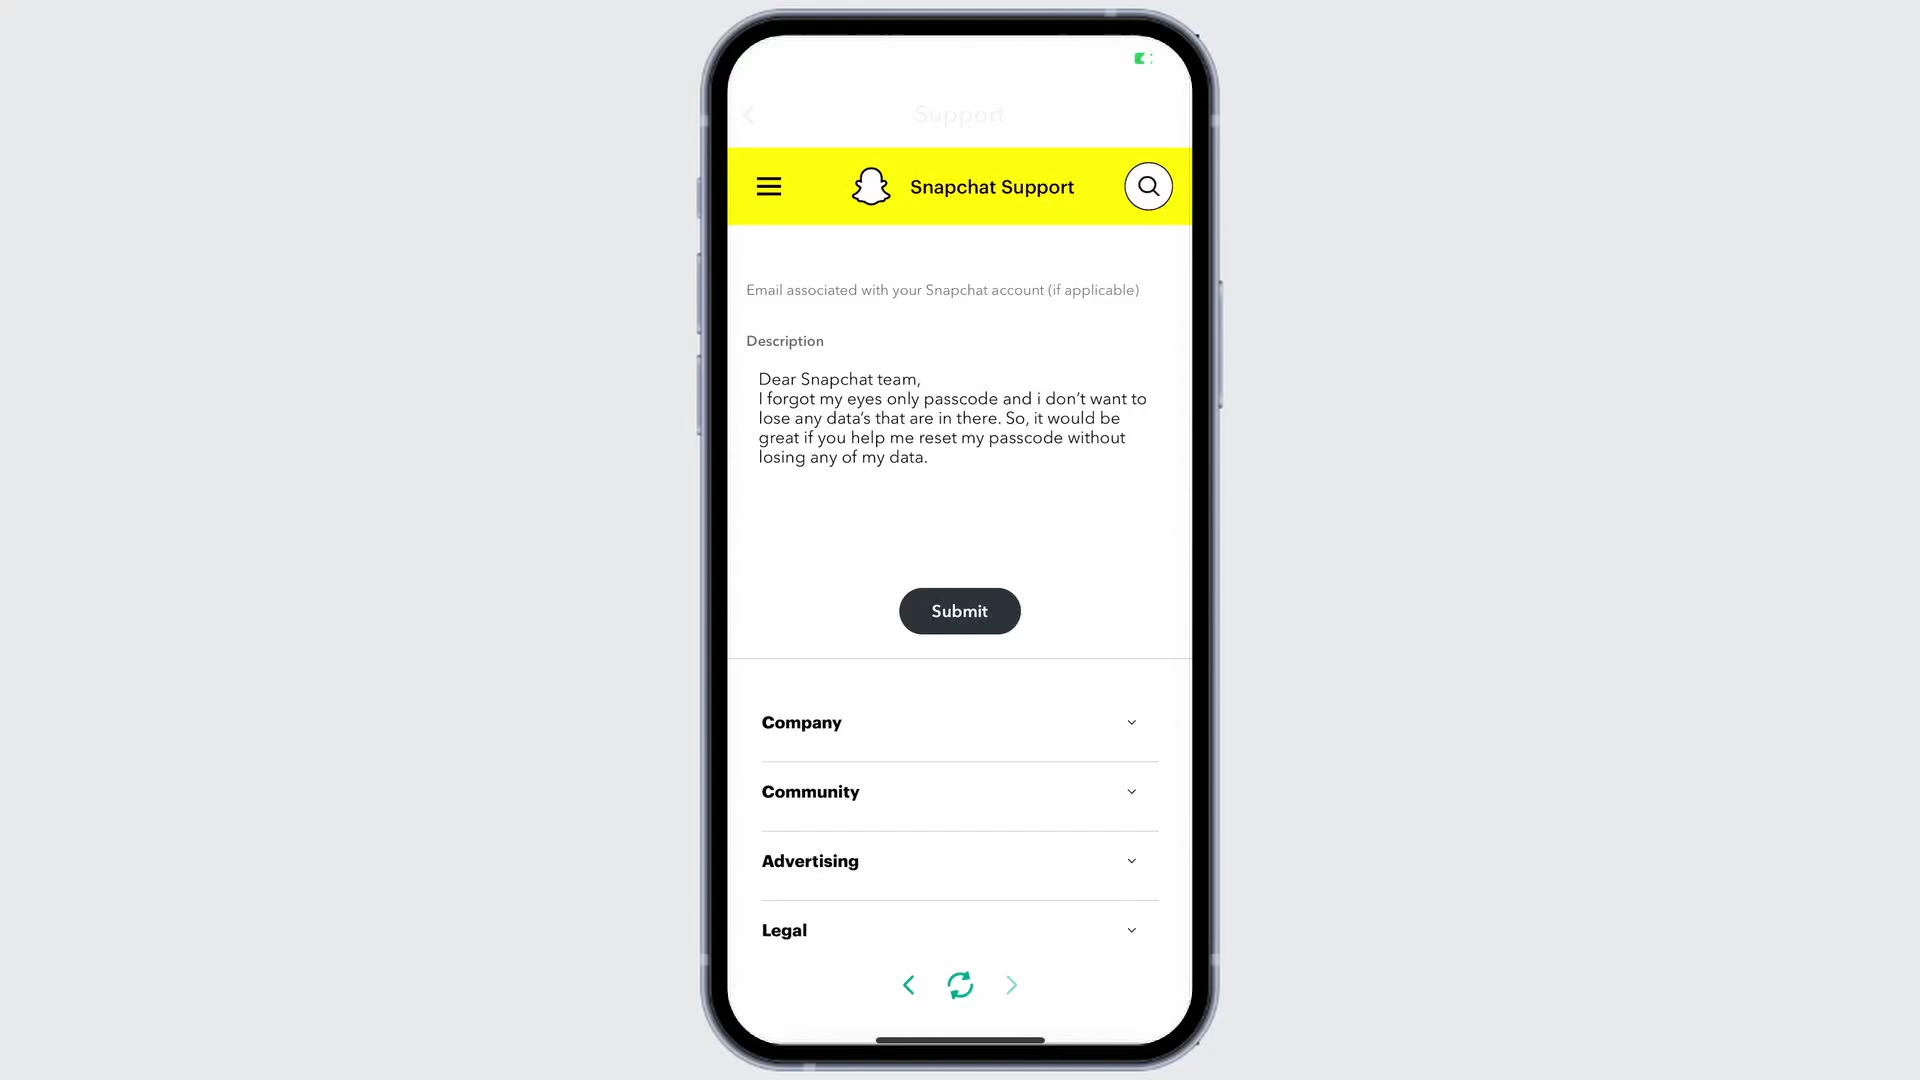 Support
Snapchat Support
Email associated with your Snapchat account (if applicable)
Description
Dear Snapchat team,
I forgot my eyes only passcode and i don’t want to
lose any data’s that are in there. So, it would be
great if you help me reset my passcode without
losing any of my data.
Submit
Company
Community
Advertising
Legal